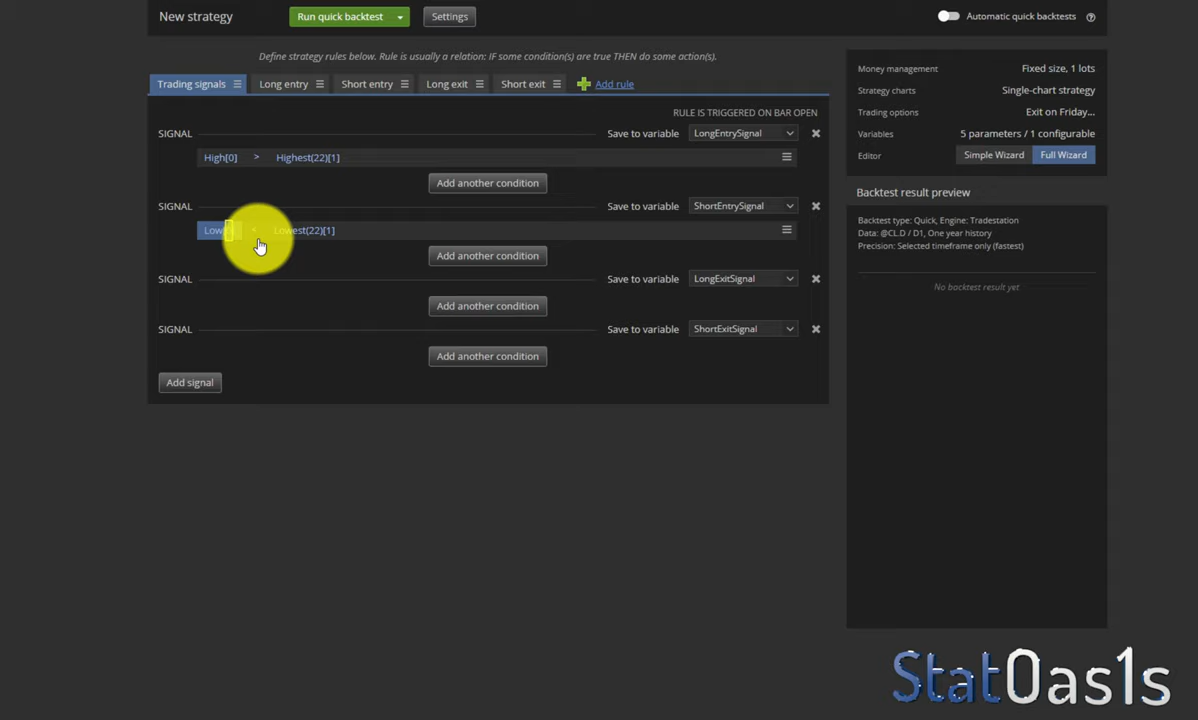 New strategy
Run quick backtest
Settings
Automatic quick backtests
Define strategy rules below. Rule is usually a relation: IF some condition(s) are true THEN do some action(s).
Trading signals
Long entry
Short entry
Long exit
Short exit
Add rule
RULE IS TRIGGERED ON BAR OPEN
SIGNAL
Save to variable
LongEntrySignal
High[0] > Highest(22)[1]
Add another condition
SIGNAL
Save to variable
ShortEntrySignal
< Lowest(22)[1]
Add another condition
SIGNAL
Save to variable
LongExitSignal
Add another condition
SIGNAL
Save to variable
ShortExitSignal
Add another condition
Add signal
Money management Fixed size, 1 lots
Strategy charts Single-chart strategy
Trading options Exit on Friday...
Variables 5 parameters / 1 configurable
Editor Simple Wizard Full Wizard
Backtest result preview
Backtest type: Quick, Engine: Tradestation
Data: @CL.D / D1, One year history
Precision: Selected timeframe only (fastest)
No backtest result yet
StatOas1s